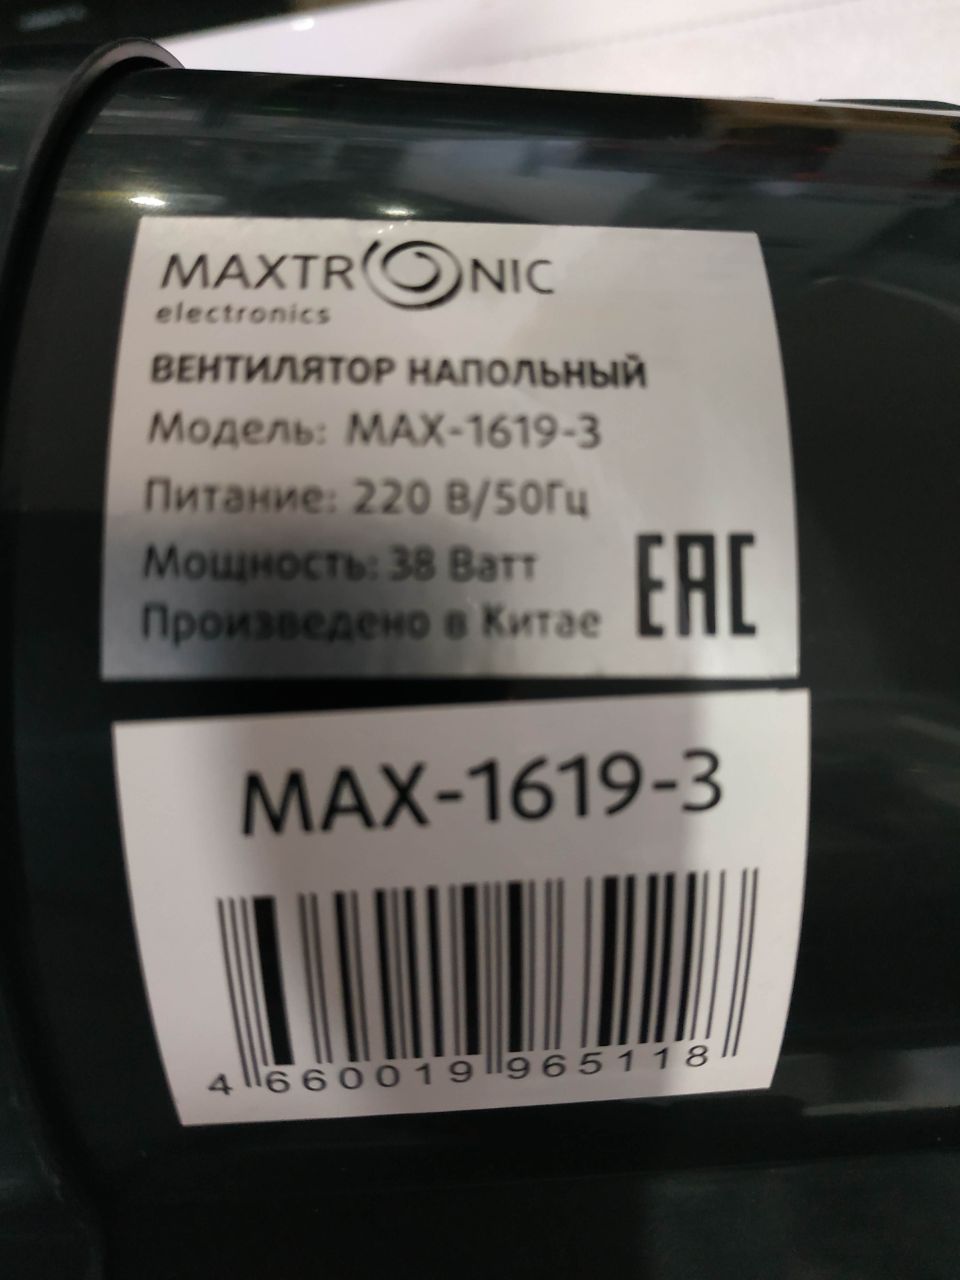 MAXTRONIC
electronics
ВЕНТИЛЯТОР НАПОЛЬНЫЙ
Модель: MAX-1619-3
Питание: 220 В/50Гц
Мощность: 38 Ватт
Произведено в Китае
EAC
MAX-1619-3
4 660019 965118